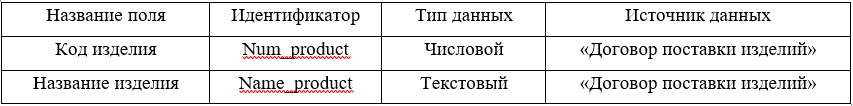 Название поля Идентификатор Тип данных Источник данных
Код изделия Num_product Числовой «Договор поставки изделий»
Название изделия Name_product Текстовый «Договор поставки изделий»